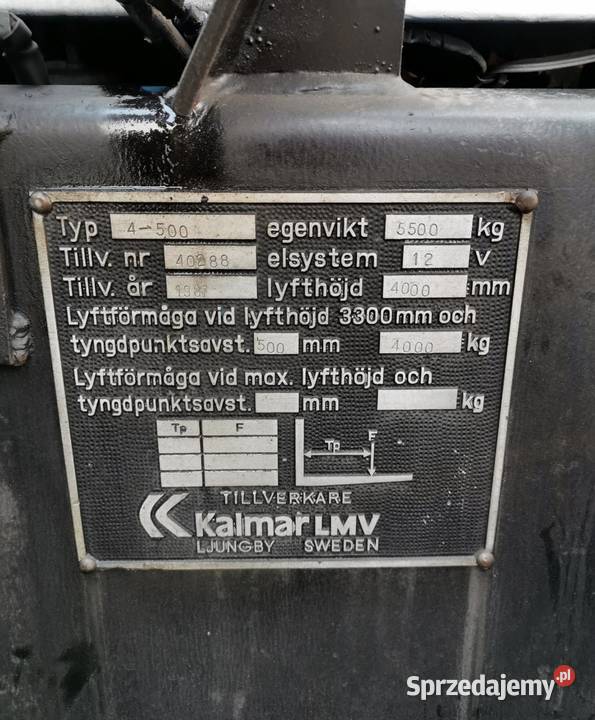 Typ 4-500 egenvikt 5500 kg
Tillv. nr 40288 elsystem 12 v
Tillv. år lyfthöjd 4000 mm
Lyftförmåga vid lyfthöjd 3300mm och
tyngdpunktsavst. 500 mm 4000 kg
Lyftförmåga vid max. lyfthöjd och
tyngdpunktsavst. mm kg
Tp F
Tp F
TILLVERKARE
Kalmar LMV
LJUNGBY SWEDEN
Sprzedajemy.pl